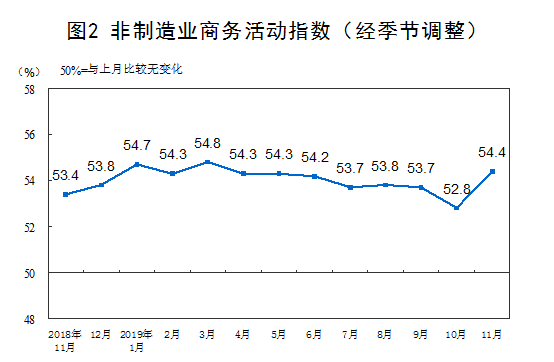 图2 非制造业商务活动指数（经季节调整）
（%） 50%=与上月比较无变化
58
56
54
52
50
48
53.4 53.8 54.7 54.3 54.8 54.3 54.3 54.2 53.7 53.8 53.7 52.8 54.4
2018年 12月 2019年 2月 3月 4月 5月 6月 7月 8月 9月 10月 11月
11月 1月